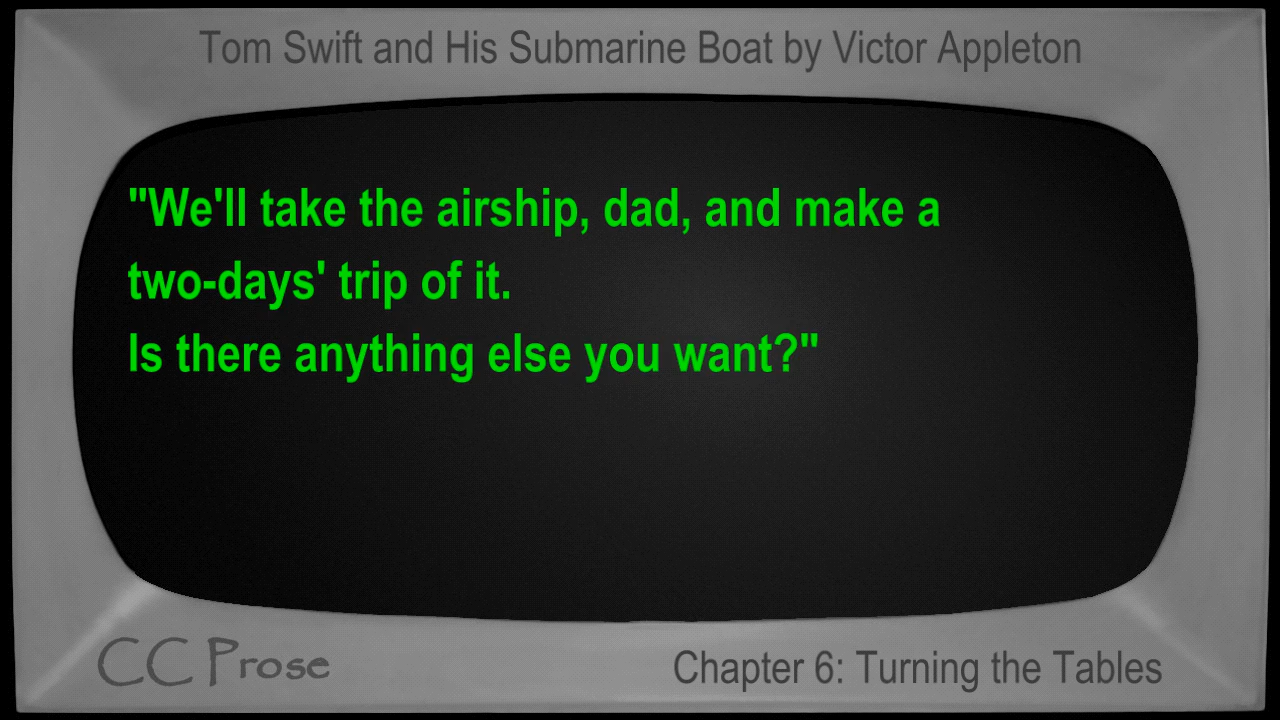 Tom Swift and His Submarine Boat by Victor Appleton
"We'll take the airship, dad, and make a
two-days' trip of it.
Is there anything else you want?"
CC Prose
Chapter 6: Turning the Tables